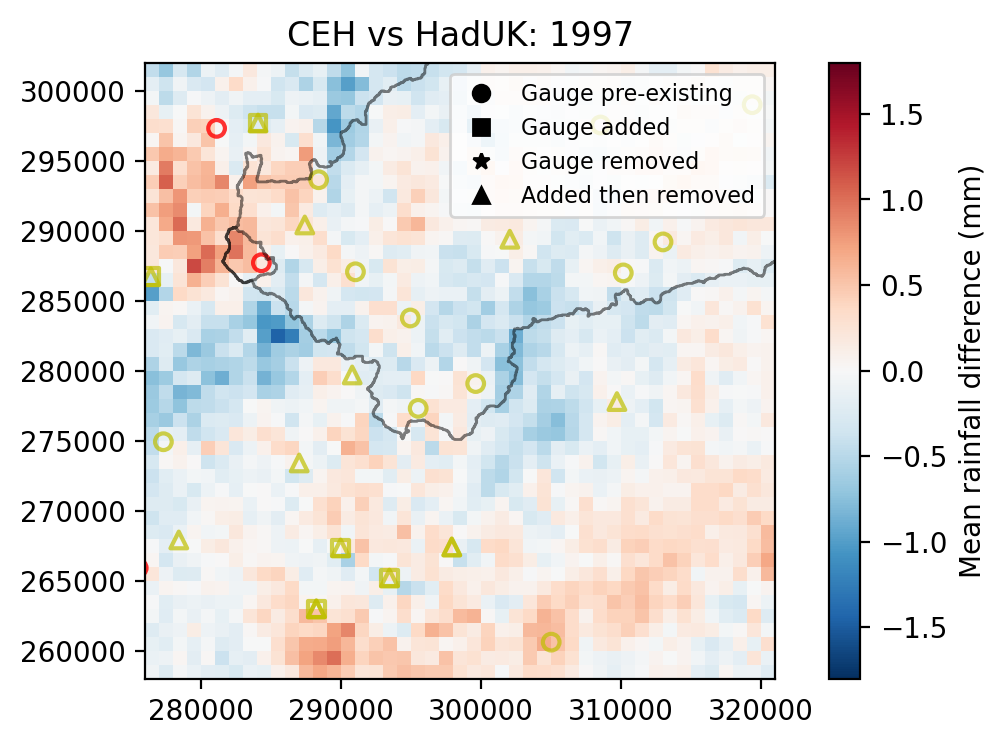 CEH vs HadUK: 1997
300000
295000
290000
285000
280000
275000
270000
265000
260000
280000 290000 300000 310000 320000
Gauge pre-existing
Gauge added
Gauge removed
Added then removed
1.5
1.0
0.5
0.0
−0.5
−1.0
−1.5
Mean rainfall difference (mm)